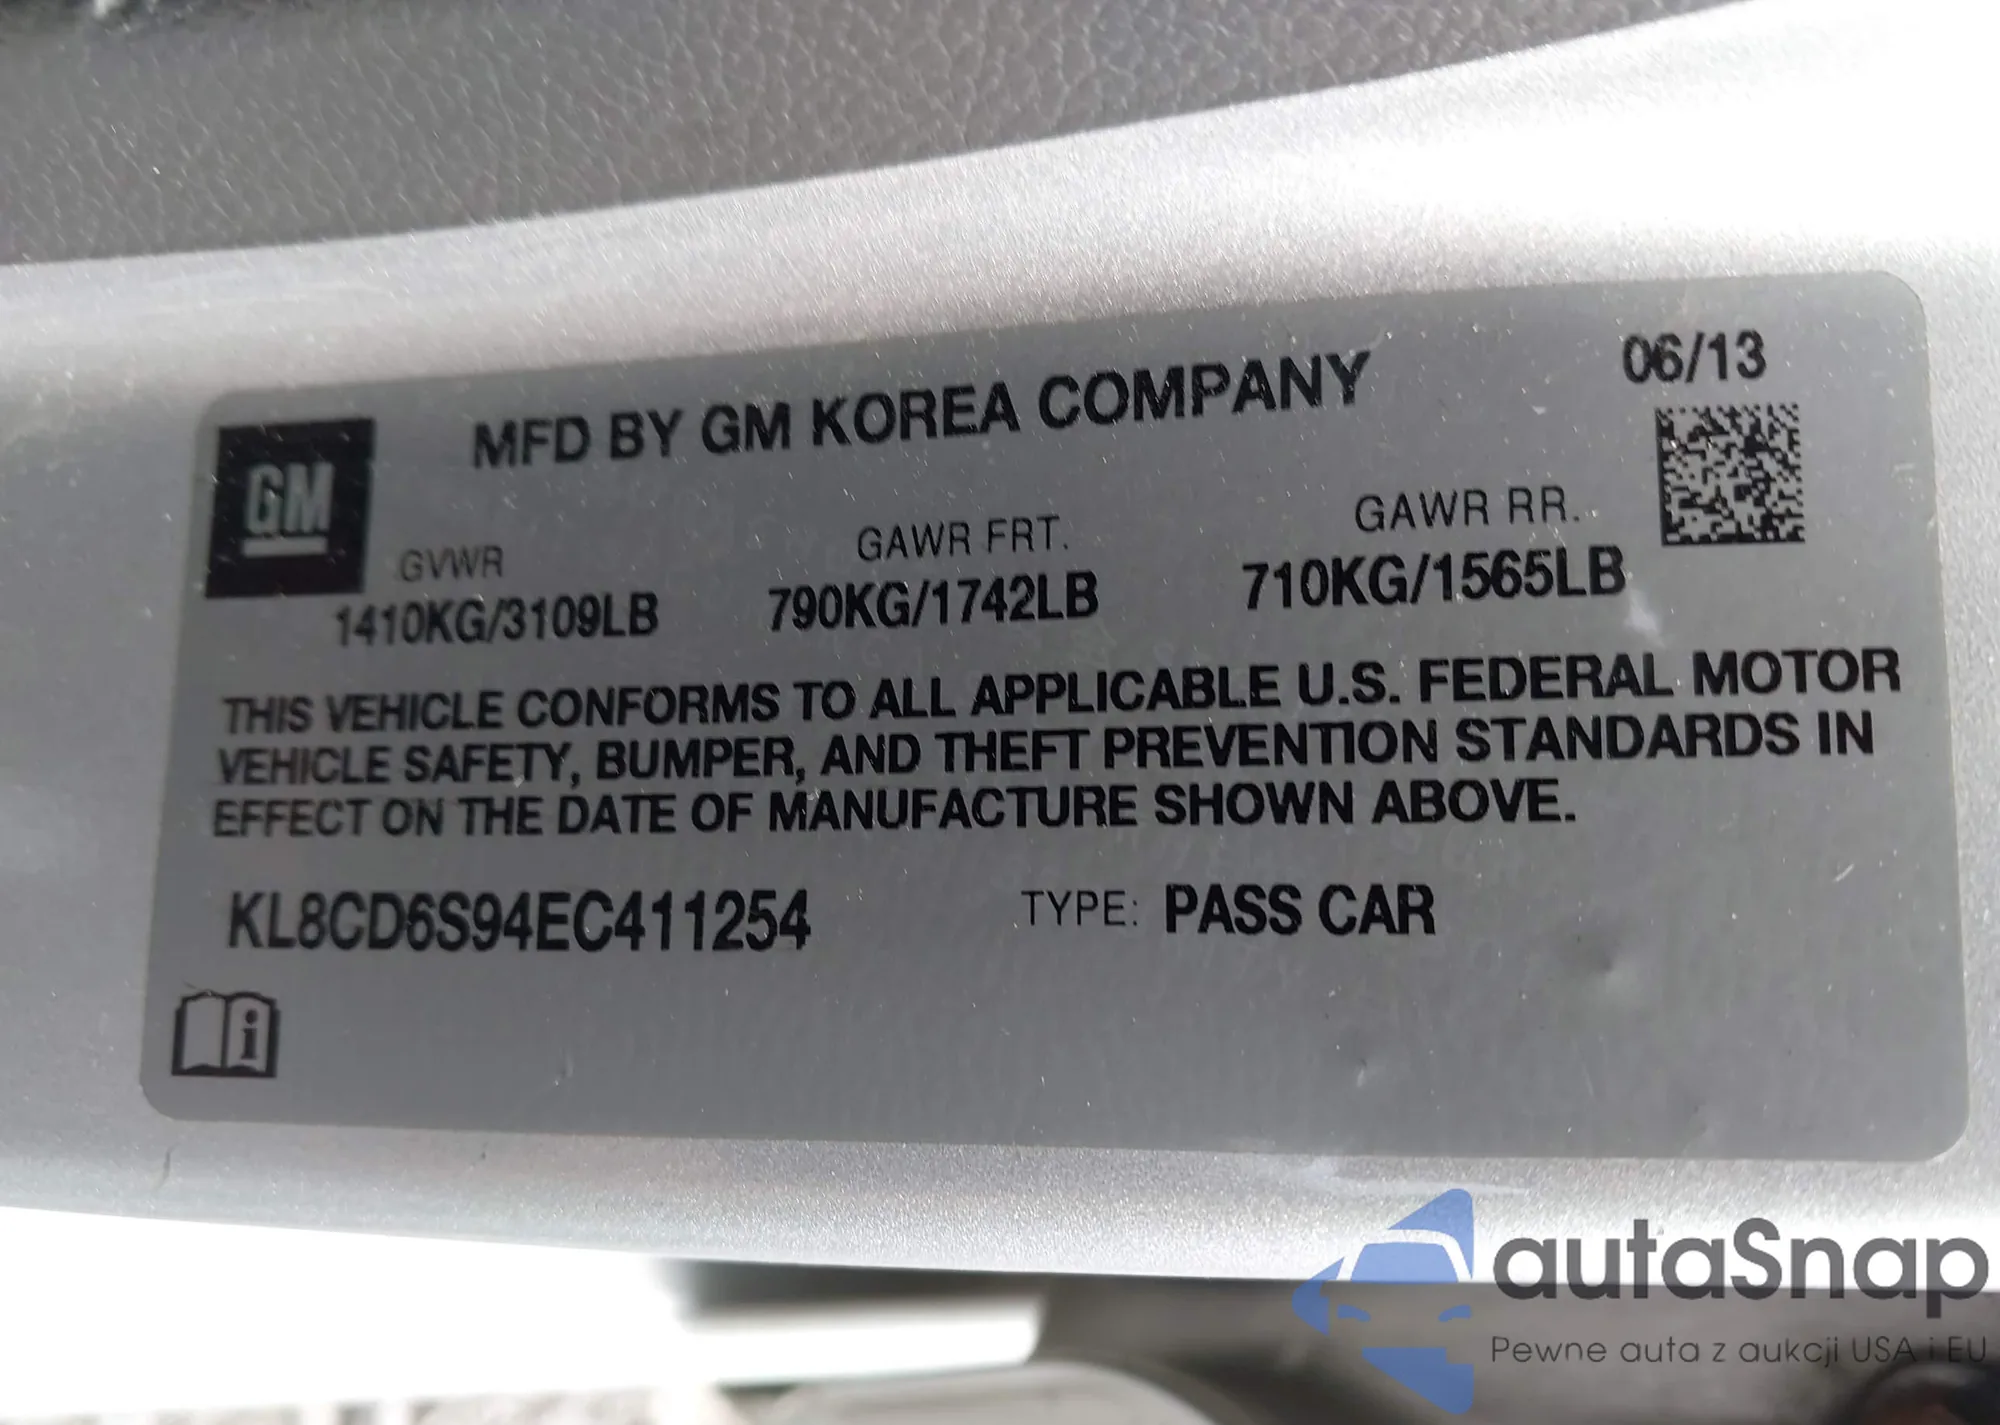 MFD BY GM KOREA COMPANY
06/13
GM
GVWR
GAWR FRT.
GAWR RR.
1410KG/3109LB
790KG/1742LB
710KG/1565LB
THIS VEHICLE CONFORMS TO ALL APPLICABLE U.S. FEDERAL MOTOR
VEHICLE SAFETY, BUMPER, AND THEFT PREVENTION STANDARDS IN
EFFECT ON THE DATE OF MANUFACTURE SHOWN ABOVE.
KL8CD6S94EC411254
TYPE: PASS CAR
i
autaSnap
Pewne auta z aukcji USA i EU